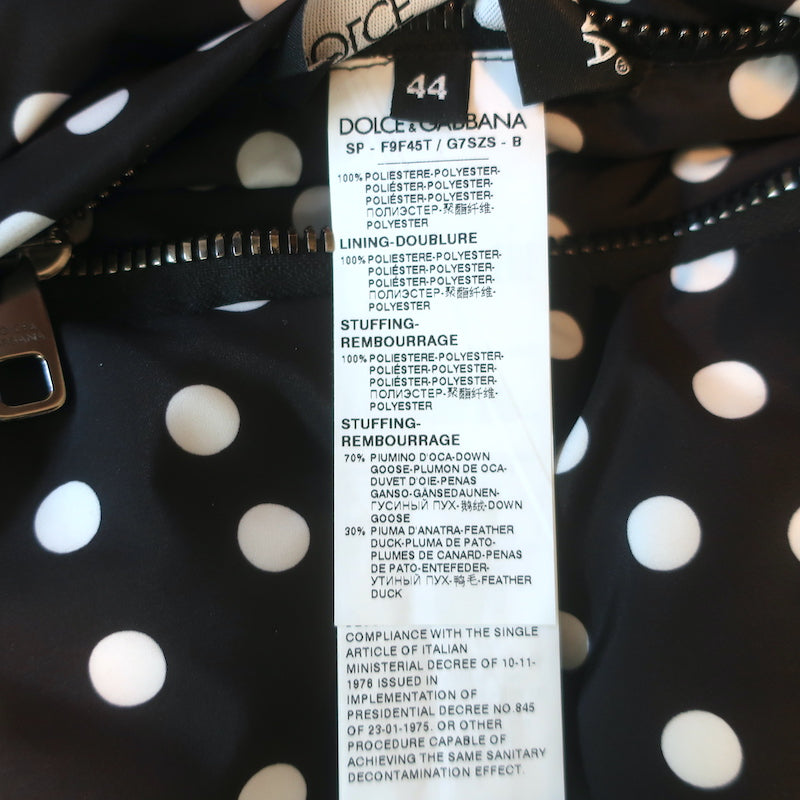 DOLCE
NA®
44
DOLCE & GABBANA
SP - F9F45T / G7SZS - B
100% POLIESTERE-POLYESTER-
POLIÉSTER-POLYESTER-
POLIÉSTER-POLYESTER-
ПОЛИЭСТЕР-聚酯纤维-
POLYESTER
LINING-DOUBLURE
100% POLIESTERE-POLYESTER-
POLIÉSTER-POLYESTER-
POLIÉSTER-POLYESTER-
ПОЛИЭСТЕР-聚酯纤维-
POLYESTER
STUFFING-
REMBOURRAGE
100% POLIESTERE-POLYESTER-
POLIÉSTER-POLYESTER-
POLIÉSTER-POLYESTER-
ПОЛИЭСТЕР-聚酯纤维-
POLYESTER
STUFFING-
REMBOURRAGE
70% PIUMINO D'OCA-DOWN
GOOSE-PLUMON DE OCA-
DUVET D'OIE-PENAS
GANSO-GÄNSEDAUNEN-
ГУСИНЫЙ ПУХ-鹅绒-DOWN
GOOSE
30% PIUMA D'ANATRA-FEATHER
DUCK-PLUMA DE PATO-
PLUMES DE CANARD-PENAS
DE PATO-ENTEFEDER-
УТИНЫЙ ПУХ-鸭毛-FEATHER
DUCK
COMPLIANCE WITH THE SINGLE
ARTICLE OF ITALIAN
MINISTERIAL DECREE OF 10-11-
1976 ISSUED IN
IMPLEMENTATION OF
PRESIDENTIAL DECREE NO.845
OF 23-01-1975. OR OTHER
PROCEDURE CAPABLE OF
ACHIEVING THE SAME SANITARY
DECONTAMINATION EFFECT.